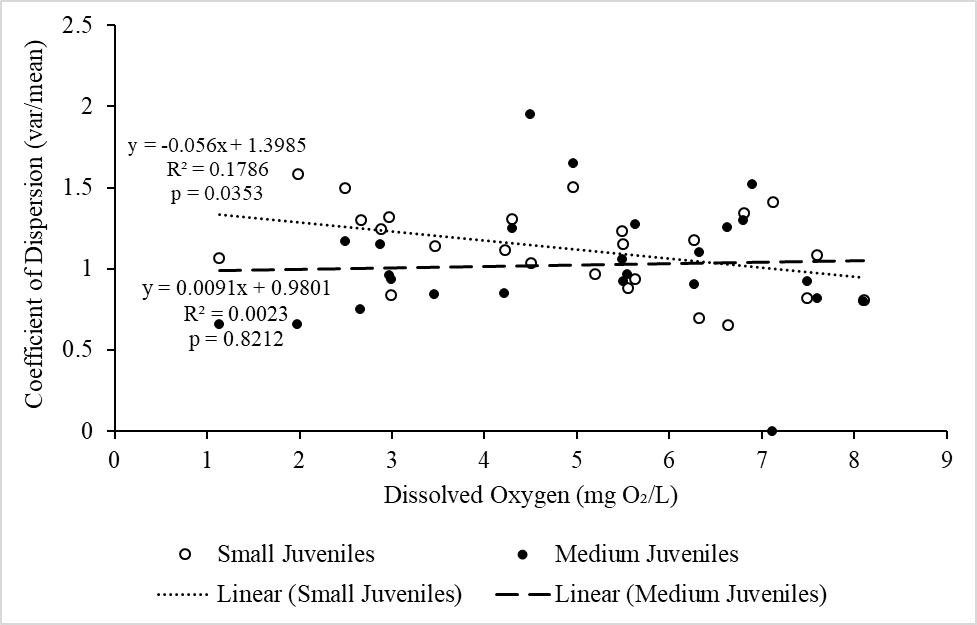 Coefficient of Dispersion (var/mean)
2.5
2
1.5
1
0.5
0
y = -0.056x + 1.3985
R² = 0.1786
p = 0.0353
y = 0.0091x + 0.9801
R² = 0.0023
p = 0.8212
0 1 2 3 4 5 6 7 8 9
Dissolved Oxygen (mg O₂/L)
Small Juveniles Medium Juveniles
Linear (Small Juveniles) Linear (Medium Juveniles)